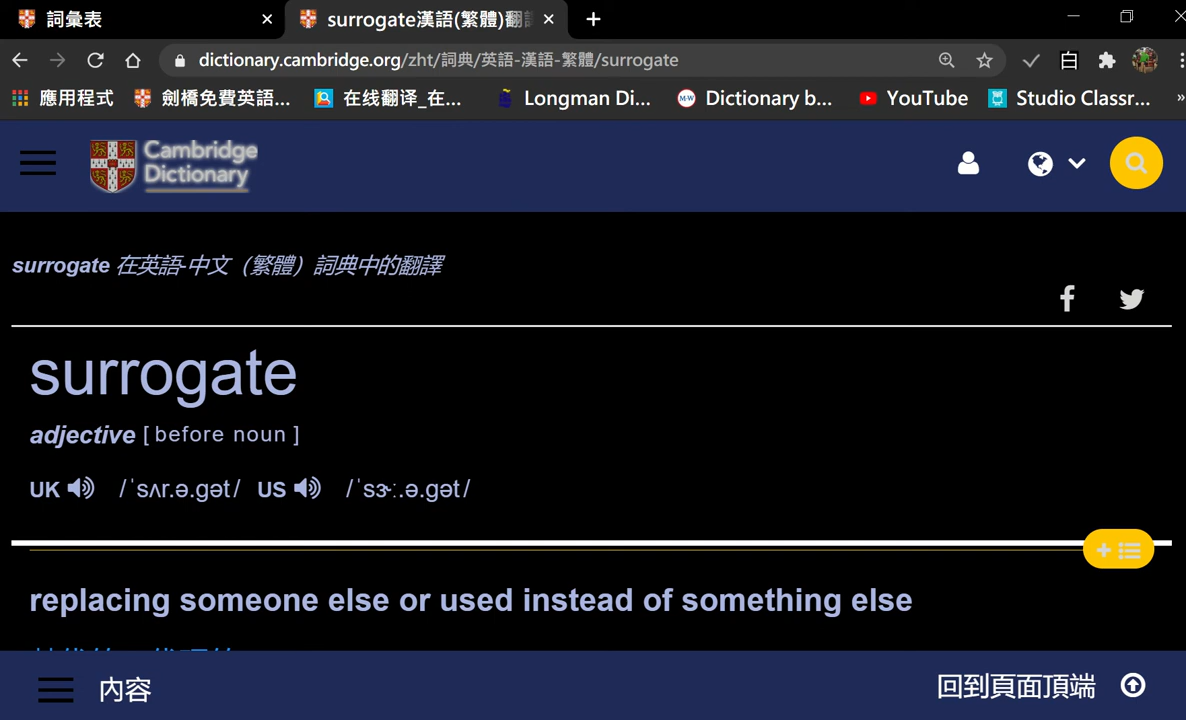 詞彙表
surrogate漢語(繁體)翻
dictionary.cambridge.org/zht/詞典/英語-漢語-繁體/surrogate
白
應用程式 劍橋免費英語... 在线翻译_在... Longman Di... M-W Dictionary b... YouTube Studio Classr... »
Cambridge
Dictionary
surrogate 在英語-中文（繁體）詞典中的翻譯
surrogate
adjective [ before noun ]
UK /ˈsʌr.ə.ɡət/ US /ˈsɝː.ə.ɡət/
replacing someone else or used instead of something else
內容
回到頁面頂端